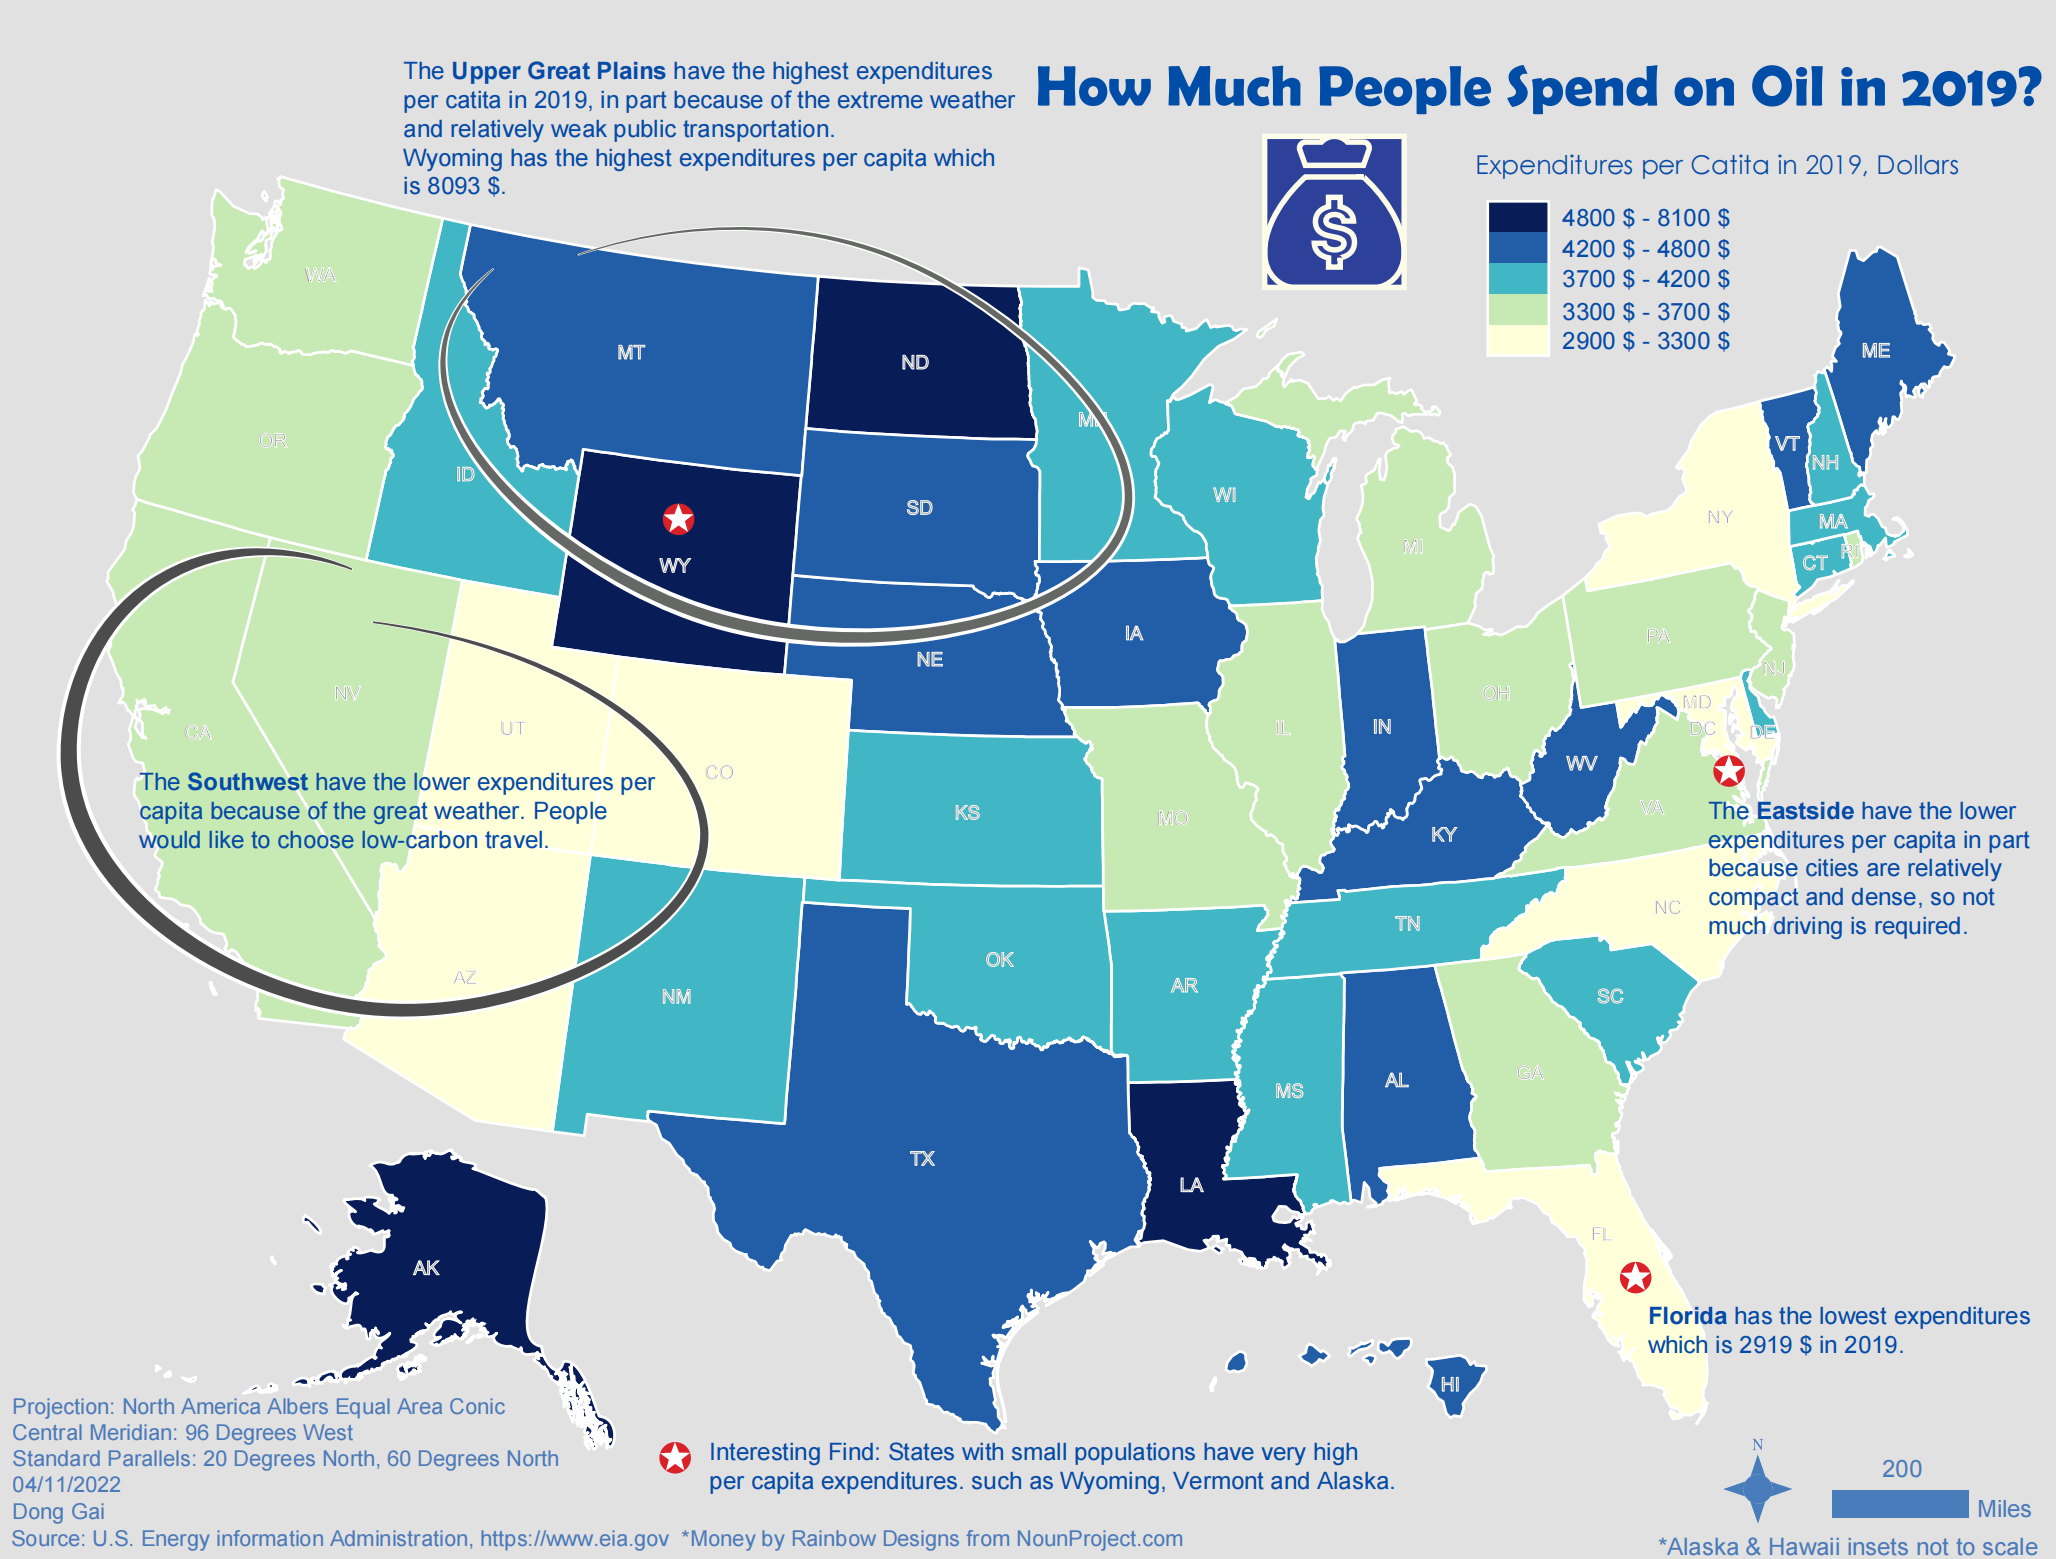 The Upper Great Plains have the highest expenditures
per catita in 2019, in part because of the extreme weather
and relatively weak public transportation.
Wyoming has the highest expenditures per capita which
is 8093 $.
How Much People Spend on Oil in 2019?
$
Expenditures per Catita in 2019, Dollars
4800 $ - 8100 $
4200 $ - 4800 $
3700 $ - 4200 $
3300 $ - 3700 $
2900 $ - 3300 $
WA
MT
ND
ME
MN
OR
ID
VT
NH
WI
SD
NY
MA
MI
RI
CT
WY
IA
PA
NE
NJ
NV
OH
MD
UT
CA
IL
IN
DC
DE
WV
CO
The Southwest have the lower expenditures per
capita because of the great weather. People
would like to choose low-carbon travel.
KS
MO
KY
VA
The Eastside have the lower
expenditures per capita in part
because cities are relatively
compact and dense, so not
much driving is required.
NC
TN
OK
AZ
NM
AR
SC
GA
AL
MS
TX
LA
FL
AK
Florida has the lowest expenditures
which is 2919 $ in 2019.
HI
Projection: North America Albers Equal Area Conic
Central Meridian: 96 Degrees West
Standard Parallels: 20 Degrees North, 60 Degrees North
04/11/2022
Dong Gai
Source: U.S. Energy information Administration, https://www.eia.gov *Money by Rainbow Designs from NounProject.com
Interesting Find: States with small populations have very high
per capita expenditures. such as Wyoming, Vermont and Alaska.
N
200
Miles
*Alaska & Hawaii insets not to scale